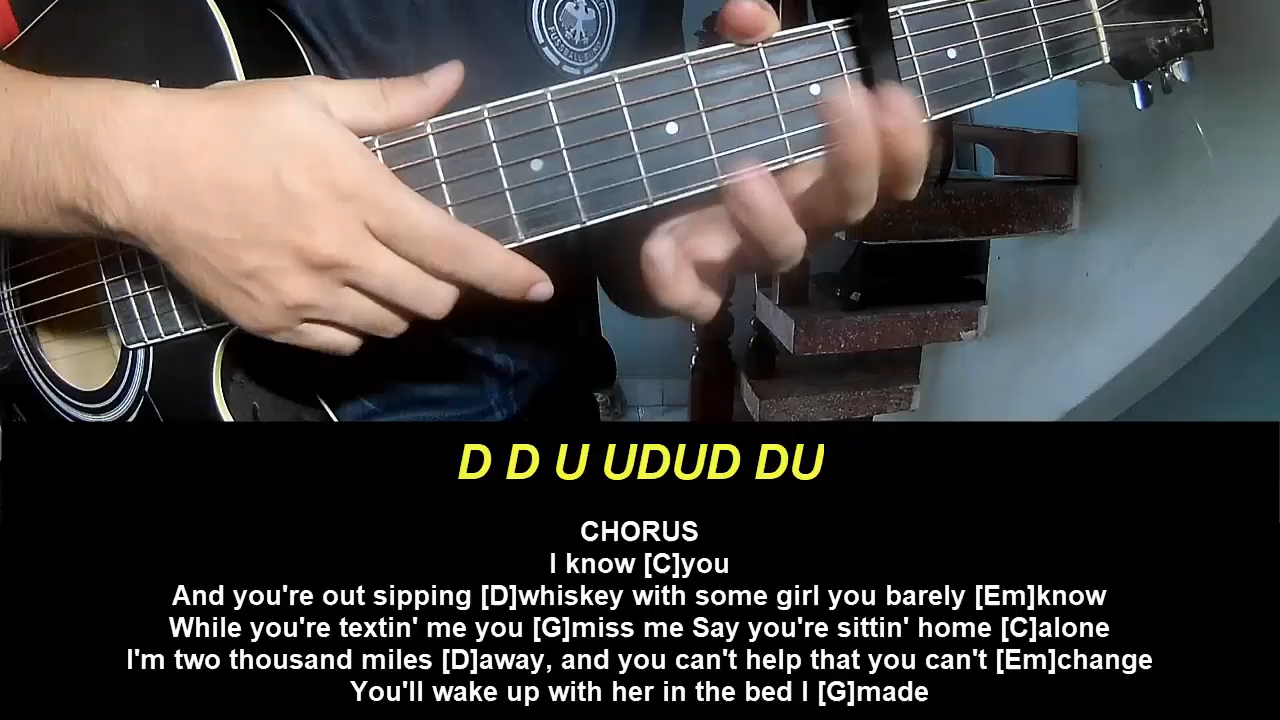 FUSSBALLBUND
D D U UDUD DU
CHORUS
I know [C]you
And you're out sipping [D]whiskey with some girl you barely [Em]know
While you're textin' me you [G]miss me Say you're sittin' home [C]alone
I'm two thousand miles [D]away, and you can't help that you can't [Em]change
You'll wake up with her in the bed I [G]made